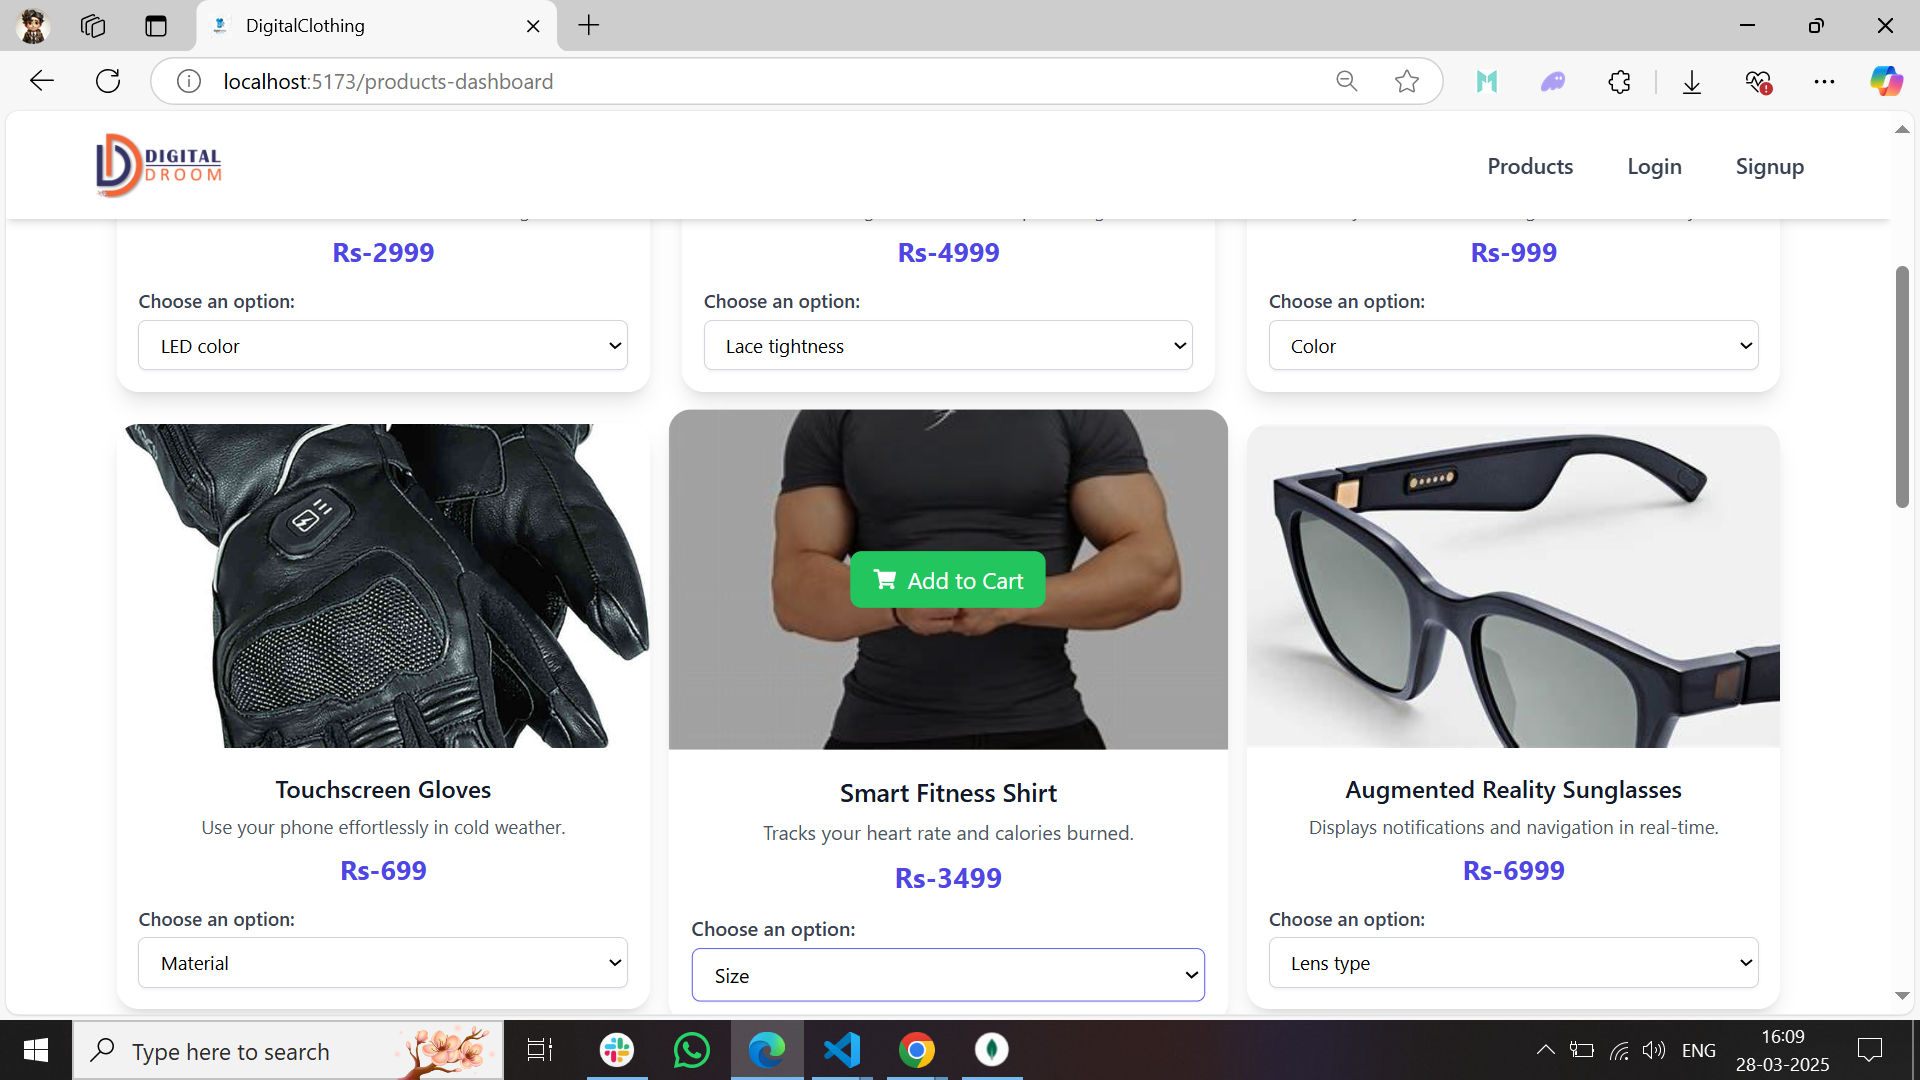 DigitalClothing
localhost:5173/products-dashboard
DIGITAL
DROOM
Products
Login
Signup
Rs-2999
Rs-4999
Rs-999
Choose an option:
Choose an option:
Choose an option:
LED color
Lace tightness
Color
Add to Cart
Touchscreen Gloves
Use your phone effortlessly in cold weather.
Rs-699
Choose an option:
Material
Smart Fitness Shirt
Tracks your heart rate and calories burned.
Rs-3499
Choose an option:
Size
Augmented Reality Sunglasses
Displays notifications and navigation in real-time.
Rs-6999
Choose an option:
Lens type
Type here to search
ENG
16:09
28-03-2025